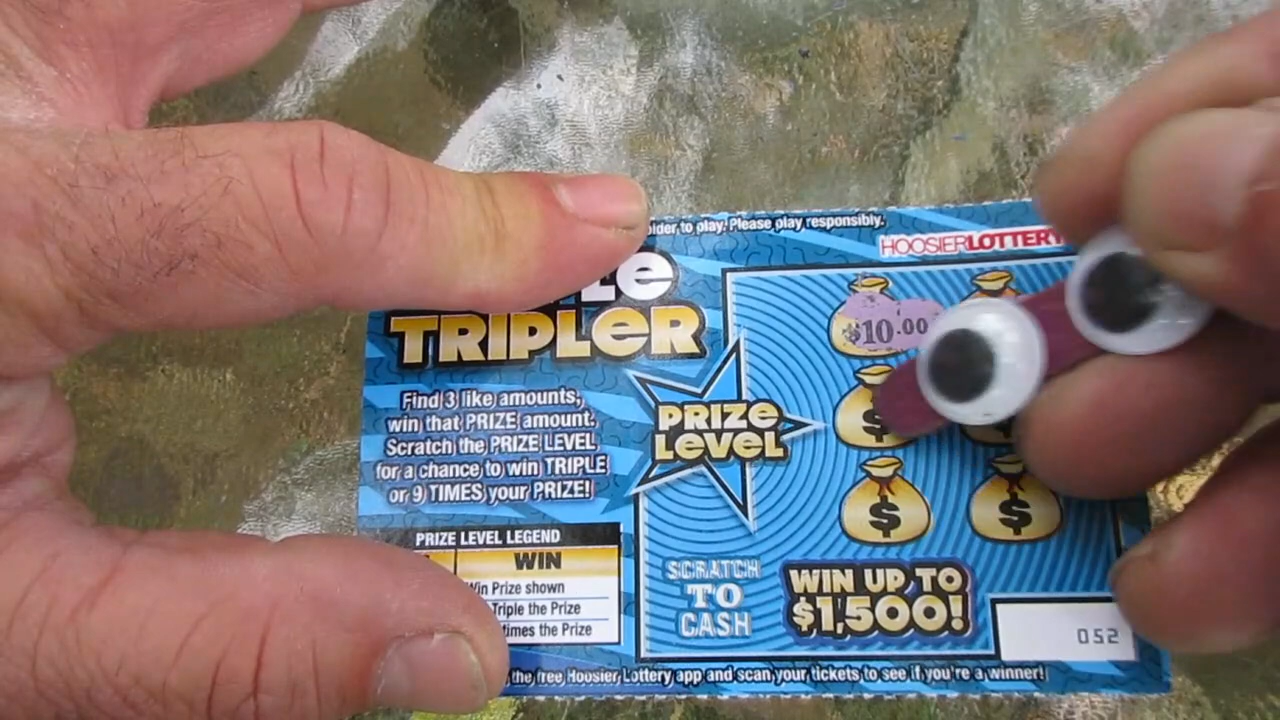 to play. Please play responsibly.
HOOSIERLOTTERY
TRIPLER
$10.00
Find 3 like amounts,
win that PRIZE amount.
Scratch the PRIZE LEVEL
for a chance to win TRIPLE
or 9 TIMES your PRIZE!
PRIZE
LEVEL
$
$
$
$
PRIZE LEVEL LEGEND
WIN
Win Prize shown
Triple the Prize
times the Prize
SCRATCH
TO
CASH
WIN UP TO
$1,500!
052
the free Hoosier Lottery app and scan your tickets to see if you're a winner!